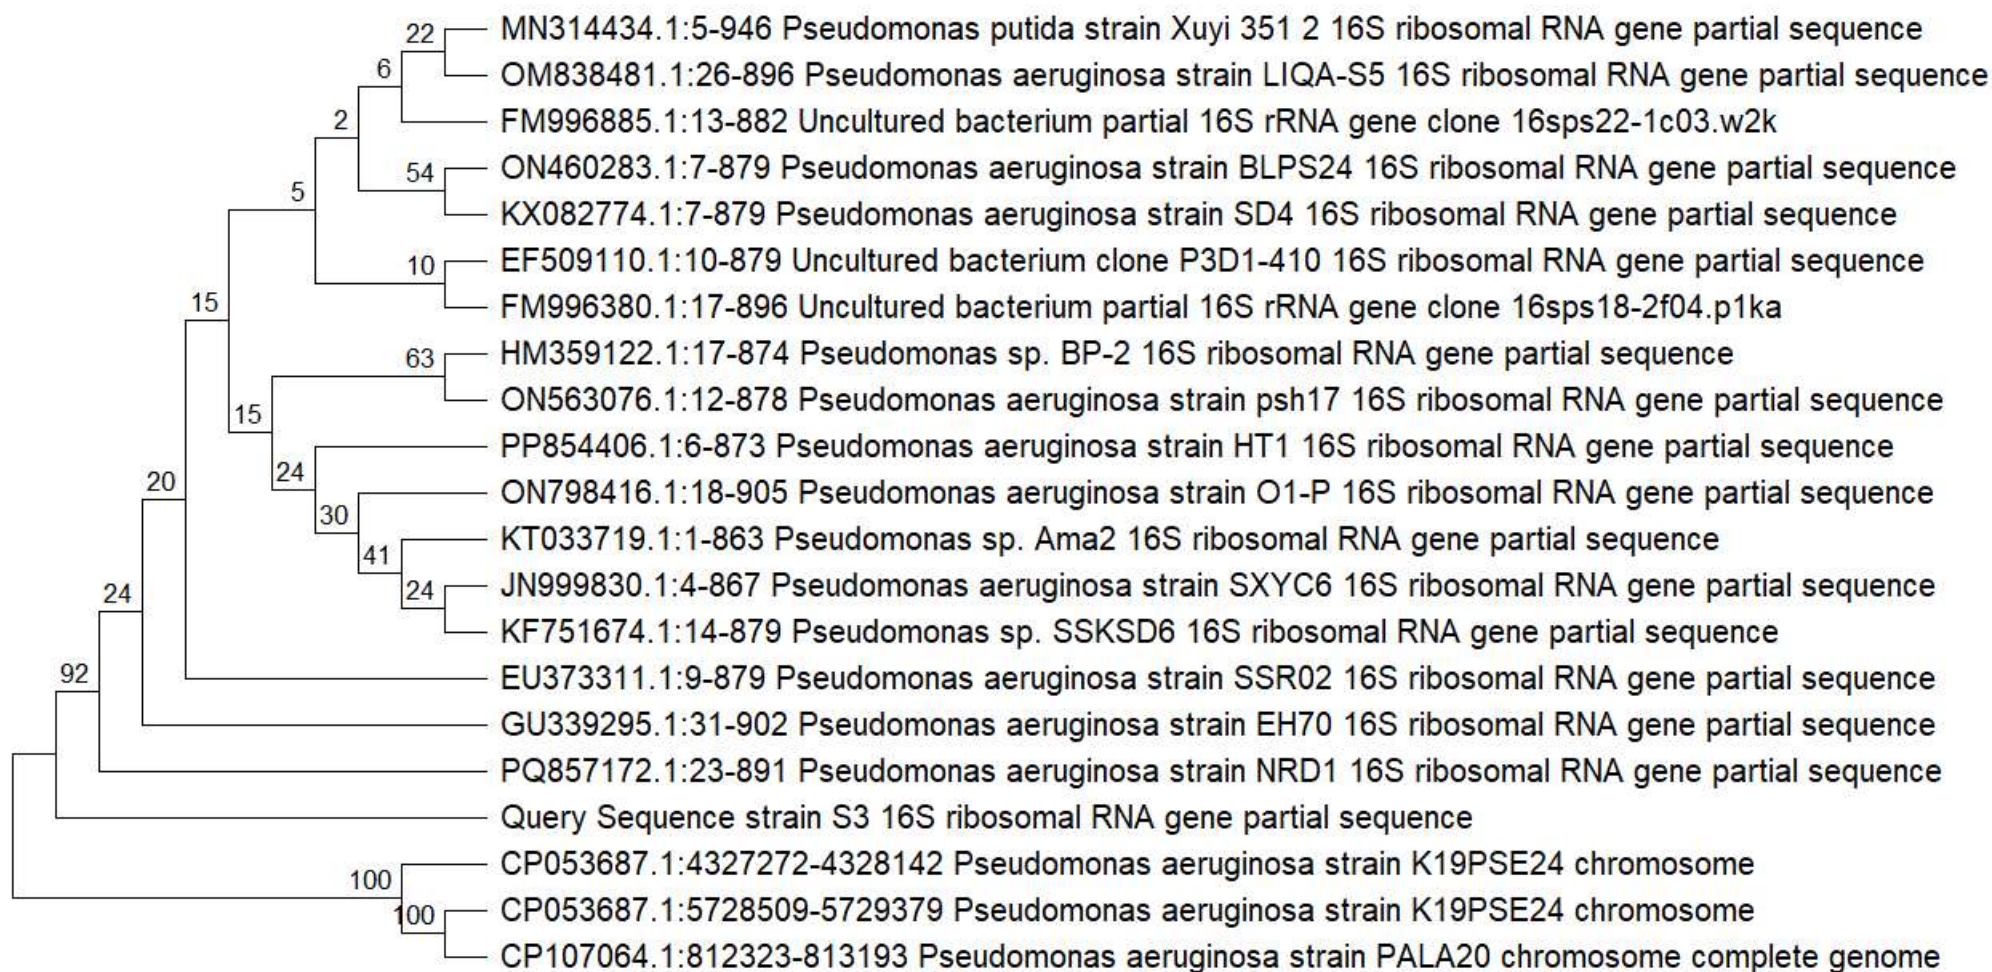 22 MN314434.1:5-946 Pseudomonas putida strain Xuyi 351 2 16S ribosomal RNA gene partial sequence
6 OM838481.1:26-896 Pseudomonas aeruginosa strain LIQA-S5 16S ribosomal RNA gene partial sequence
2 FM996885.1:13-882 Uncultured bacterium partial 16S rRNA gene clone 16sps22-1c03.w2k
54 ON460283.1:7-879 Pseudomonas aeruginosa strain BLPS24 16S ribosomal RNA gene partial sequence
5 KX082774.1:7-879 Pseudomonas aeruginosa strain SD4 16S ribosomal RNA gene partial sequence
10 EF509110.1:10-879 Uncultured bacterium clone P3D1-410 16S ribosomal RNA gene partial sequence
15 FM996380.1:17-896 Uncultured bacterium partial 16S rRNA gene clone 16sps18-2f04.p1ka
63 HM359122.1:17-874 Pseudomonas sp. BP-2 16S ribosomal RNA gene partial sequence
15 ON563076.1:12-878 Pseudomonas aeruginosa strain psh17 16S ribosomal RNA gene partial sequence
24 PP854406.1:6-873 Pseudomonas aeruginosa strain HT1 16S ribosomal RNA gene partial sequence
20 30 ON798416.1:18-905 Pseudomonas aeruginosa strain O1-P 16S ribosomal RNA gene partial sequence
41 KT033719.1:1-863 Pseudomonas sp. Ama2 16S ribosomal RNA gene partial sequence
24 24 JN999830.1:4-867 Pseudomonas aeruginosa strain SXYC6 16S ribosomal RNA gene partial sequence
KF751674.1:14-879 Pseudomonas sp. SSKSD6 16S ribosomal RNA gene partial sequence
92 EU373311.1:9-879 Pseudomonas aeruginosa strain SSR02 16S ribosomal RNA gene partial sequence
GU339295.1:31-902 Pseudomonas aeruginosa strain EH70 16S ribosomal RNA gene partial sequence
PQ857172.1:23-891 Pseudomonas aeruginosa strain NRD1 16S ribosomal RNA gene partial sequence
Query Sequence strain S3 16S ribosomal RNA gene partial sequence
100 CP053687.1:4327272-4328142 Pseudomonas aeruginosa strain K19PSE24 chromosome
100 CP053687.1:5728509-5729379 Pseudomonas aeruginosa strain K19PSE24 chromosome
CP107064.1:812323-813193 Pseudomonas aeruginosa strain PALA20 chromosome complete genome